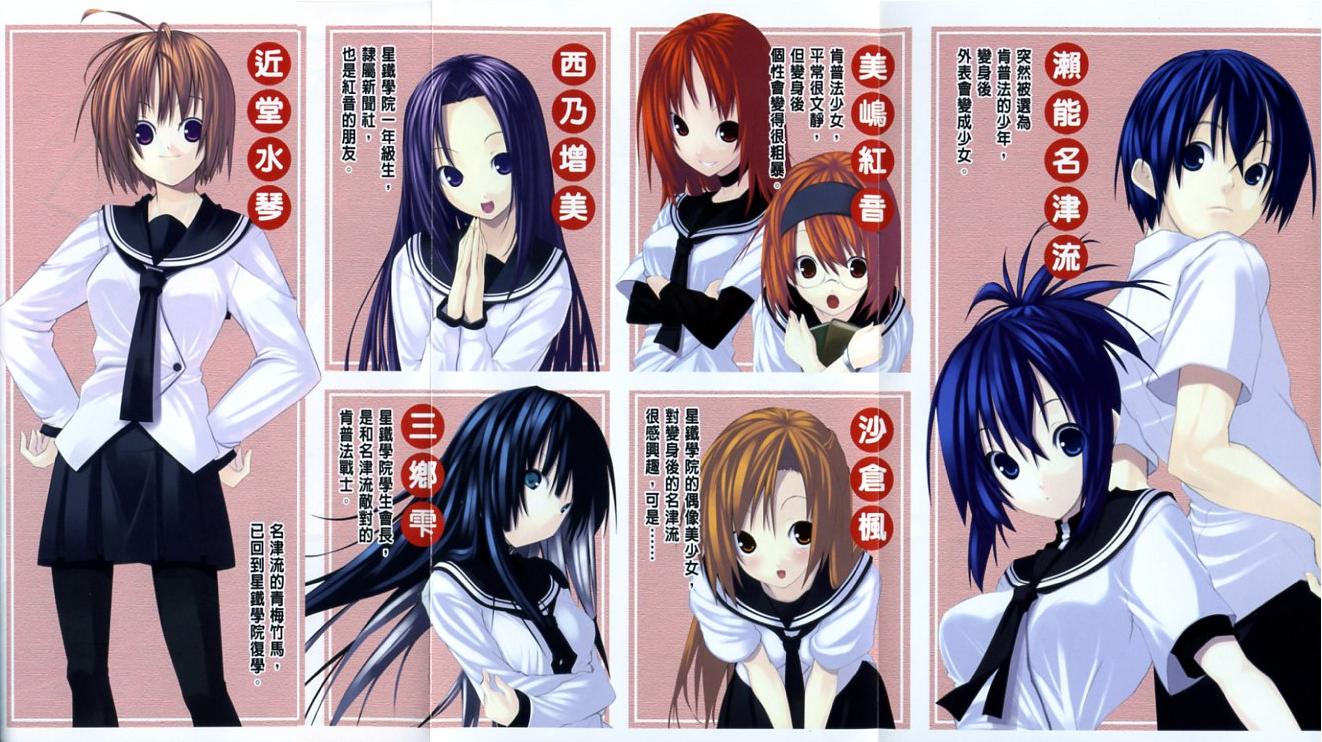 瀨能名津流
突然被選為
肯普法的少年，
變身後
外表會變成少女。
美嶋紅音
肯普法少女，
平常很文靜，
但變身後
個性會變得很粗暴。
沙倉楓
星鐵學院的偶像美少女，
對變身後的名津流
很感興趣，可是……
西乃增美
星鐵學院一年級生，
隸屬新聞社，
也是紅音的朋友。
三鄉雫
星鐵學院學生會長，
是和名津流敵對的
肯普法戰士。
近堂水琴
名津流的青梅竹馬，
已回到星鐵學院復學。